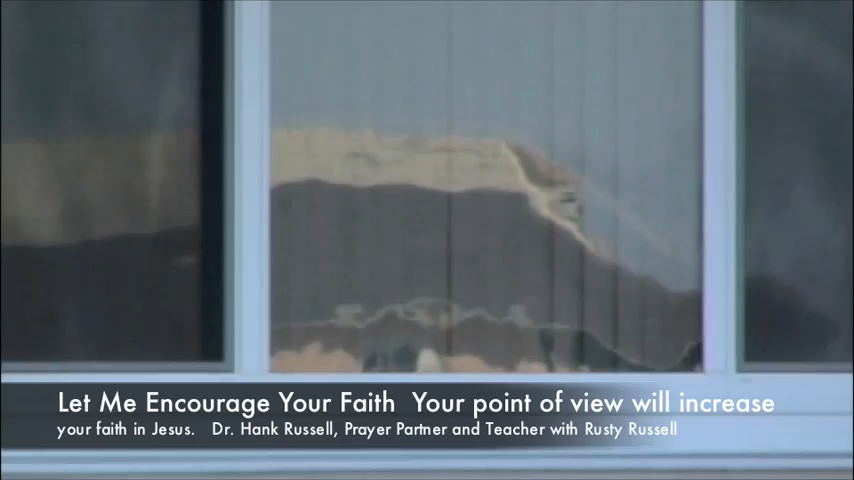 Let Me Encourage Your Faith  Your point of view will increase
your faith in Jesus.   Dr. Hank Russell, Prayer Partner and Teacher with Rusty Russell